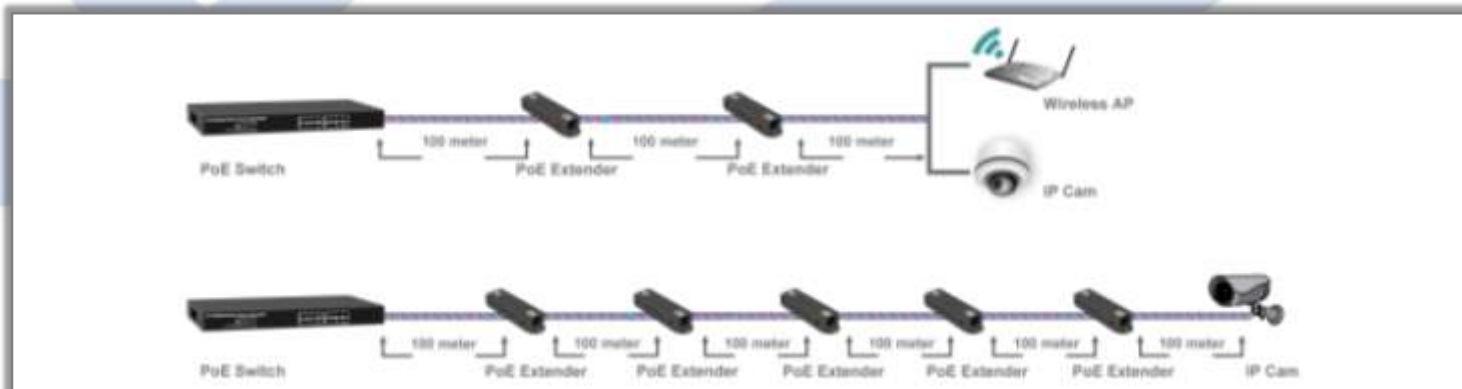 Wireless AP
100 meter 100 meter 100 meter
PoE Switch PoE Extender PoE Extender
IP Cam
100 meter 100 meter 100 meter 100 meter 100 meter 100 meter
PoE Switch PoE Extender PoE Extender PoE Extender PoE Extender PoE Extender IP Cam